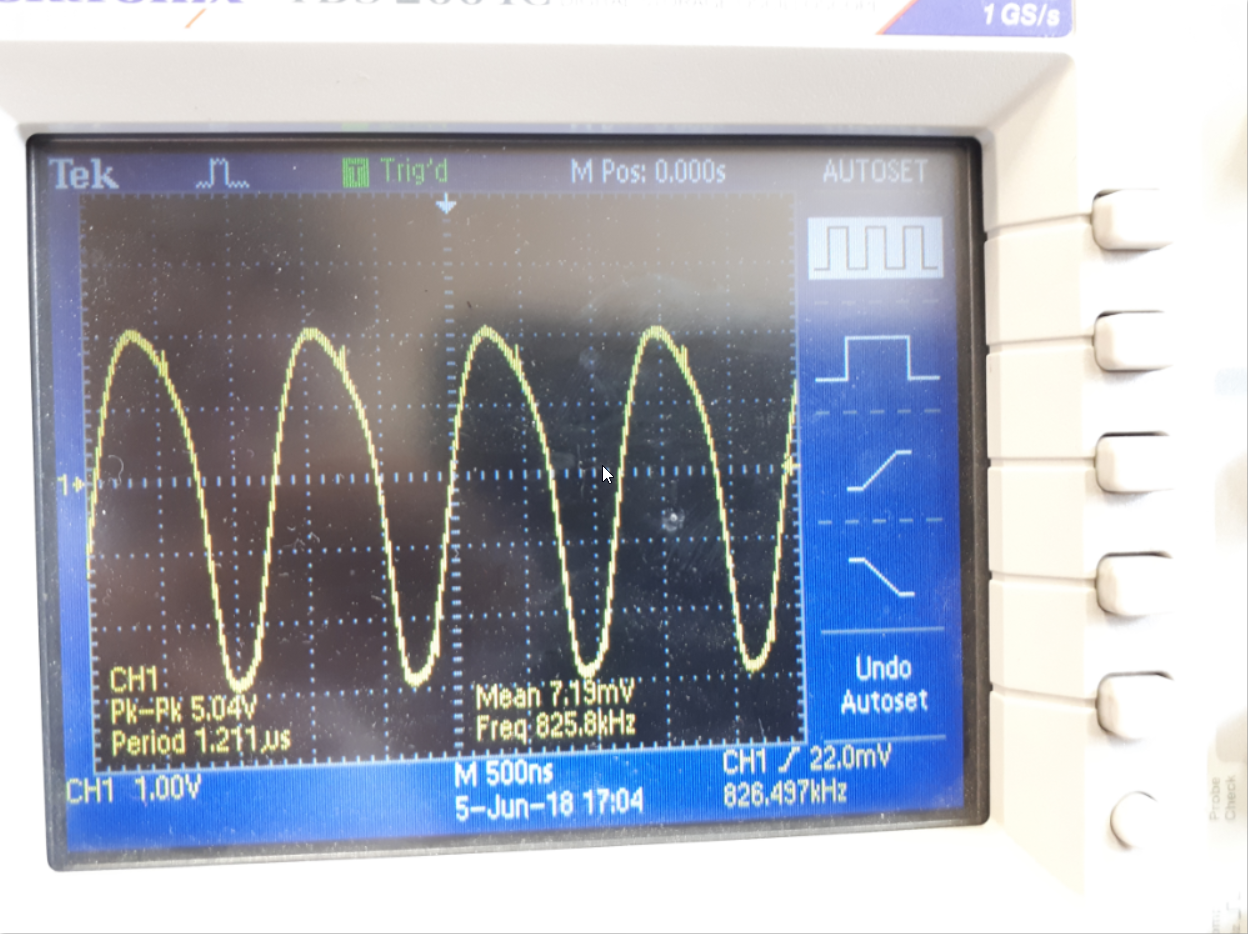 1 GS/s
Tek
T Trig'd
M Pos: 0.000s
AUTOSET
1
CH1
Pk-Pk 5.04V
Period 1.211µs
Mean 7.19mV
Freq 825.8kHz
Undo
Autoset
CH1 1.00V
M 500ns
5-Jun-18 17:04
CH1 22.0mV
826.497kHz
Probe
Check